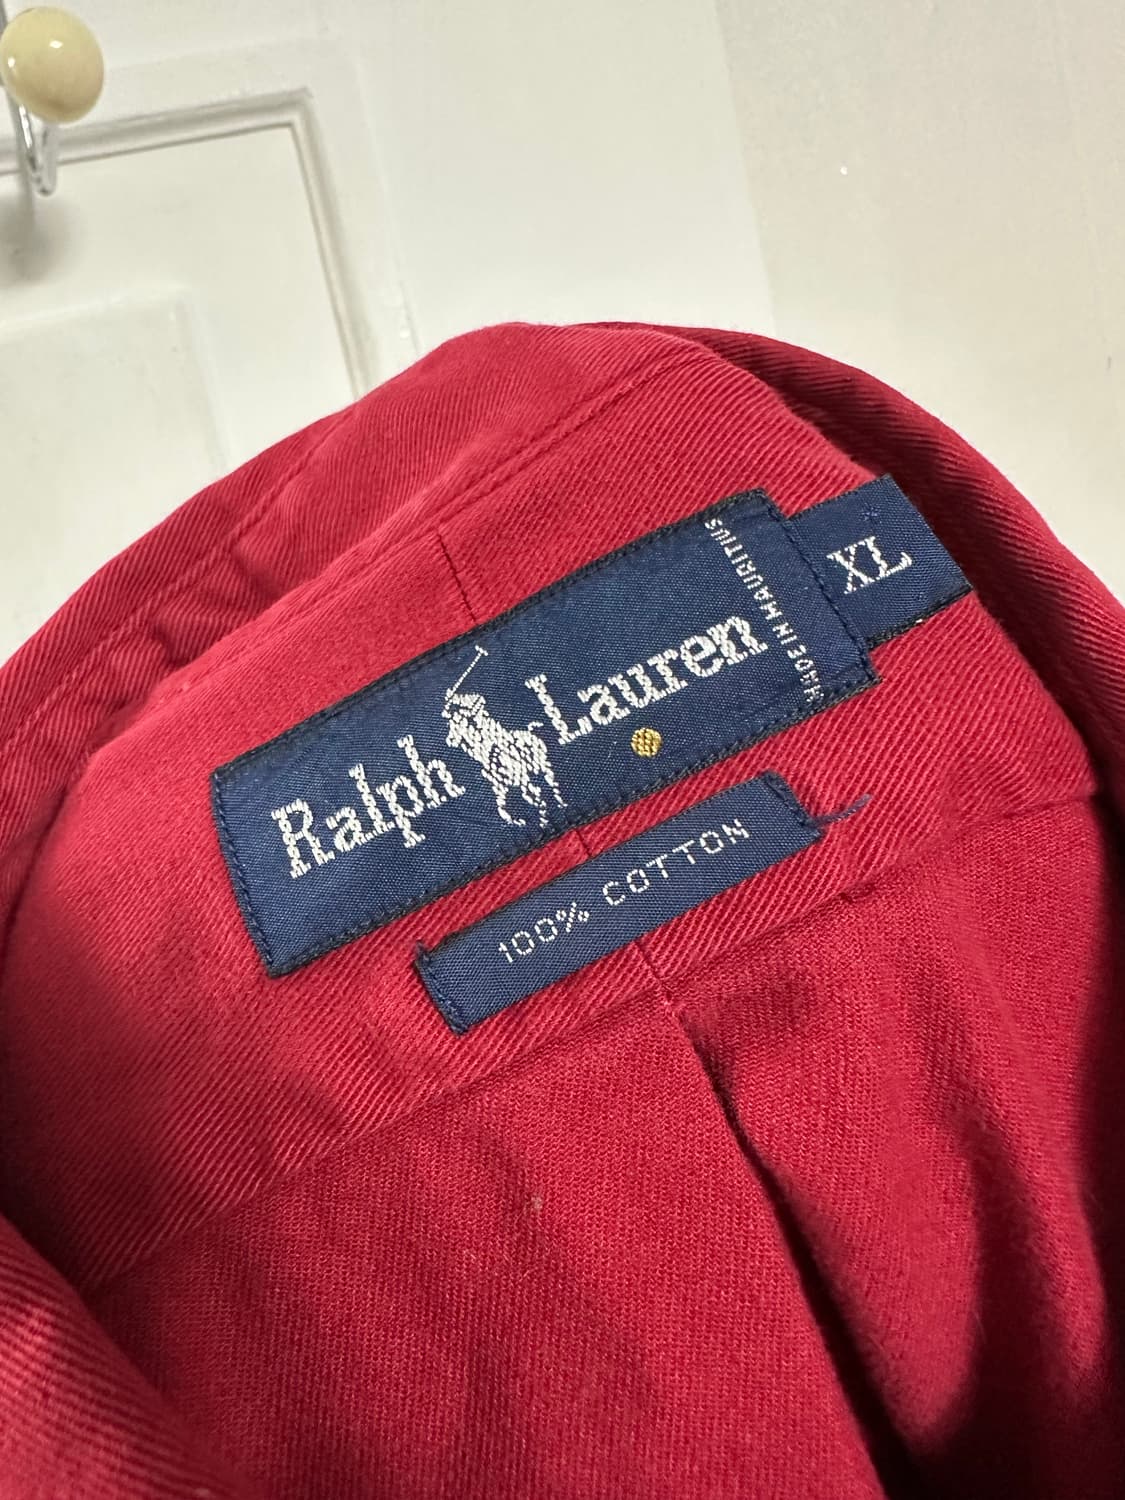 Ralph Lauren
MADE IN MAURITIUS
XL
100% COTTON